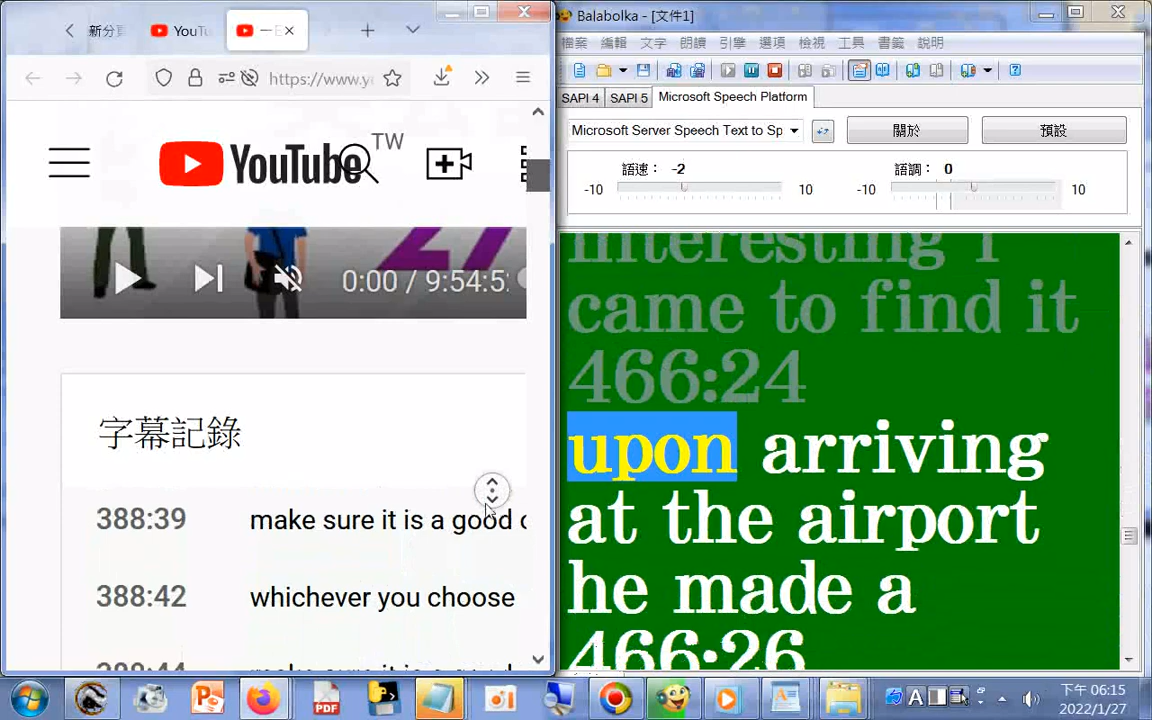 新分頁
YouTu
一 E
https://www.y
TW
YouTube
27
0:00 / 9:54:5
字幕記錄
388:39 make sure it is a good
388:42 whichever you choose
Balabolka - [文件1]
檔案 編輯 文字 朗讀 引擎 選項 檢視 工具 書籤 說明
SAPI 4 SAPI 5 Microsoft Speech Platform
Microsoft Server Speech Text to Sp 關於 預設
語速: -2 語調: 0
-10 10 -10 10
interesting i
came to find it
466:24
upon arriving
at the airport
he made a
466:26
PDF
A
下午 06:15
2022/1/27